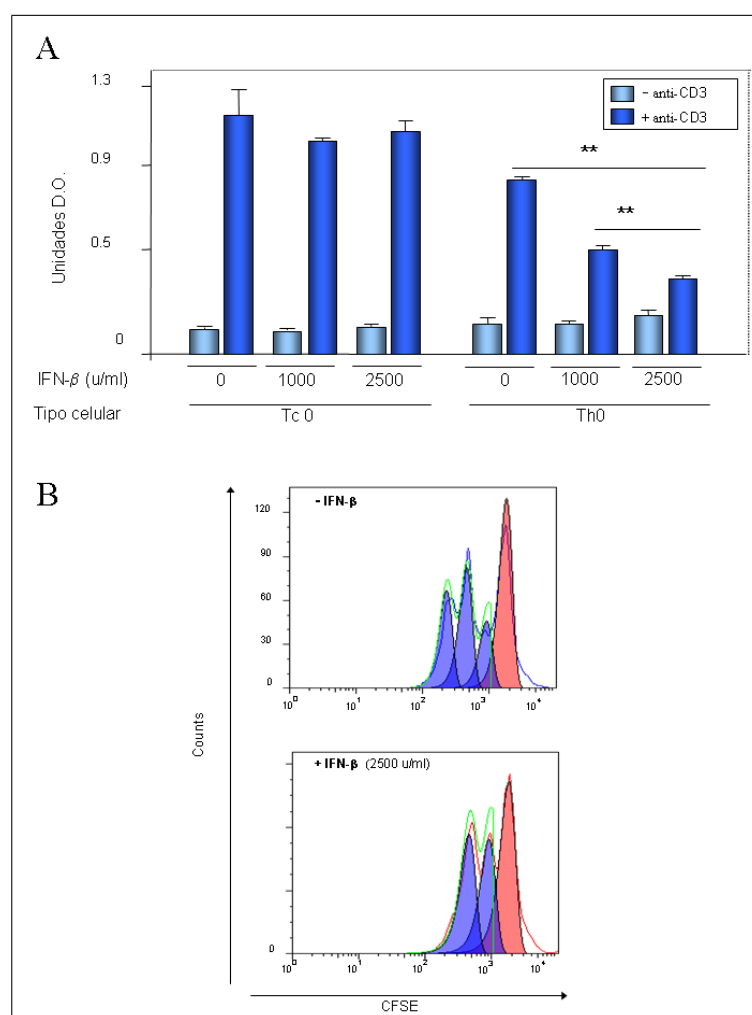 A
1.3
0.9
0.5
0
Unidades D.O.
- anti-CD3
+ anti-CD3
**
**
IFN-β (u/ml) 0 1000 2500 0 1000 2500
Tipo celular Tc 0 Th0
B
- IFN-β
120
90
60
30
0
10⁰ 10¹ 10² 10³ 10⁴
Counts
+ IFN-β (2500 u/ml)
0
10⁰ 10¹ 10² 10³ 10⁴
CFSE